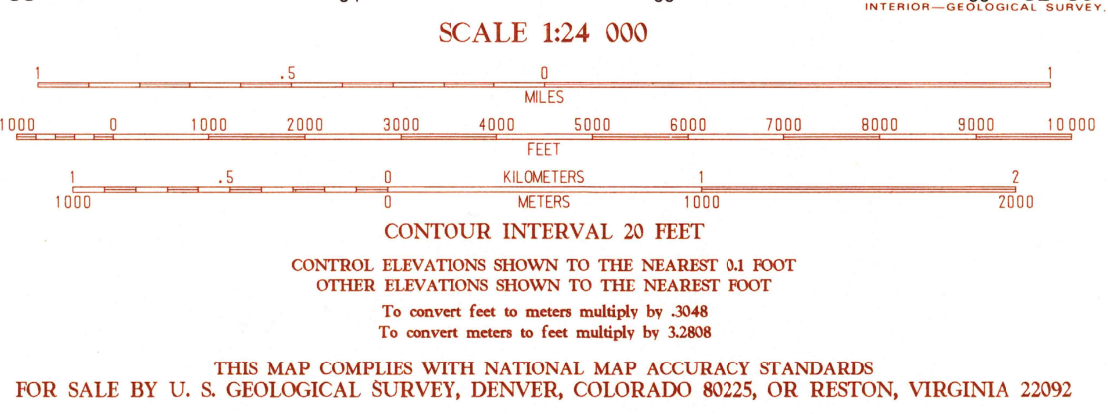 INTERIOR—GEOLOGICAL SURVEY.
SCALE 1:24 000
1 .5 0 1
MILES
1000 0 1000 2000 3000 4000 5000 6000 7000 8000 9000 10 000
FEET
1 .5 0 KILOMETERS 1 2
1000 0 METERS 1000 2000
CONTOUR INTERVAL 20 FEET
CONTROL ELEVATIONS SHOWN TO THE NEAREST 0.1 FOOT
OTHER ELEVATIONS SHOWN TO THE NEAREST FOOT
To convert feet to meters multiply by .3048
To convert meters to feet multiply by 3.2808
THIS MAP COMPLIES WITH NATIONAL MAP ACCURACY STANDARDS
FOR SALE BY U. S. GEOLOGICAL SURVEY, DENVER, COLORADO 80225, OR RESTON, VIRGINIA 22092